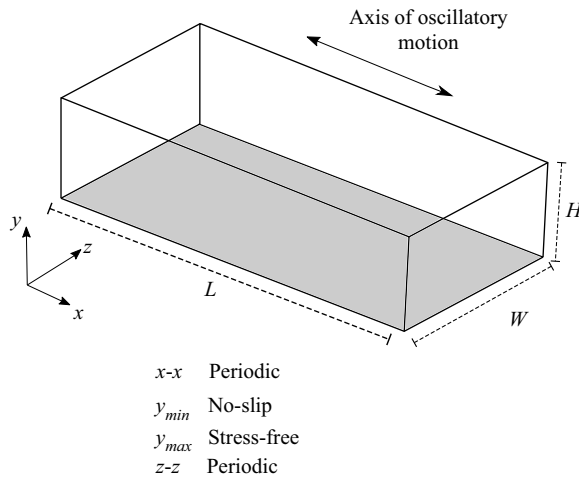 Axis of oscillatory
motion
H
y
z
x
L
W
x-x Periodic
y_min No-slip
y_max Stress-free
z-z Periodic